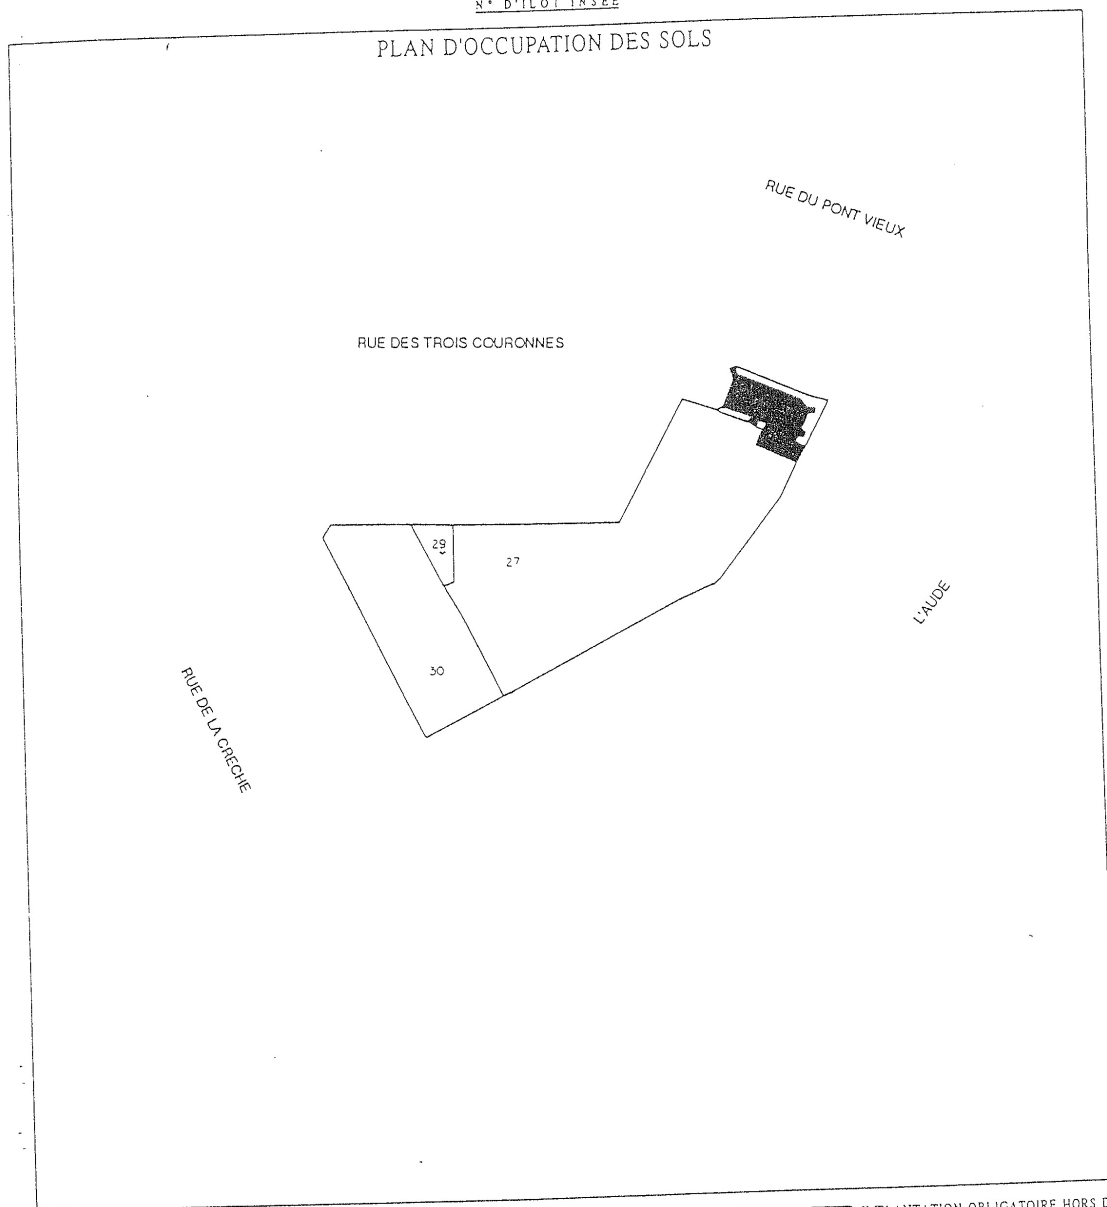 N° D'ILOT INSEE
PLAN D'OCCUPATION DES SOLS
RUE DU PONT VIEUX
RUE DES TROIS COURONNES
29
27
L'AUDE
30
RUE DE LA CRECHE
OBLIGATOIRE HORS